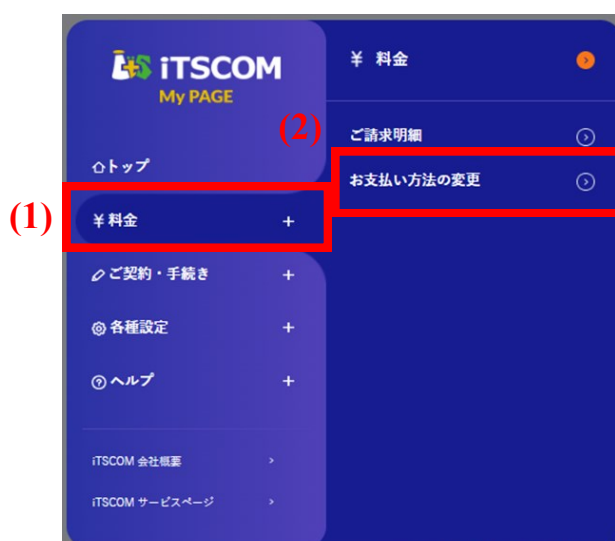 iTSCOM
My PAGE
トップ
(1)
¥ 料金 +
ご契約・手続き +
各種設定 +
ヘルプ +
iTSCOM 会社概要 >
iTSCOM サービスページ >
¥ 料金
(2)
ご請求明細
お支払い方法の変更